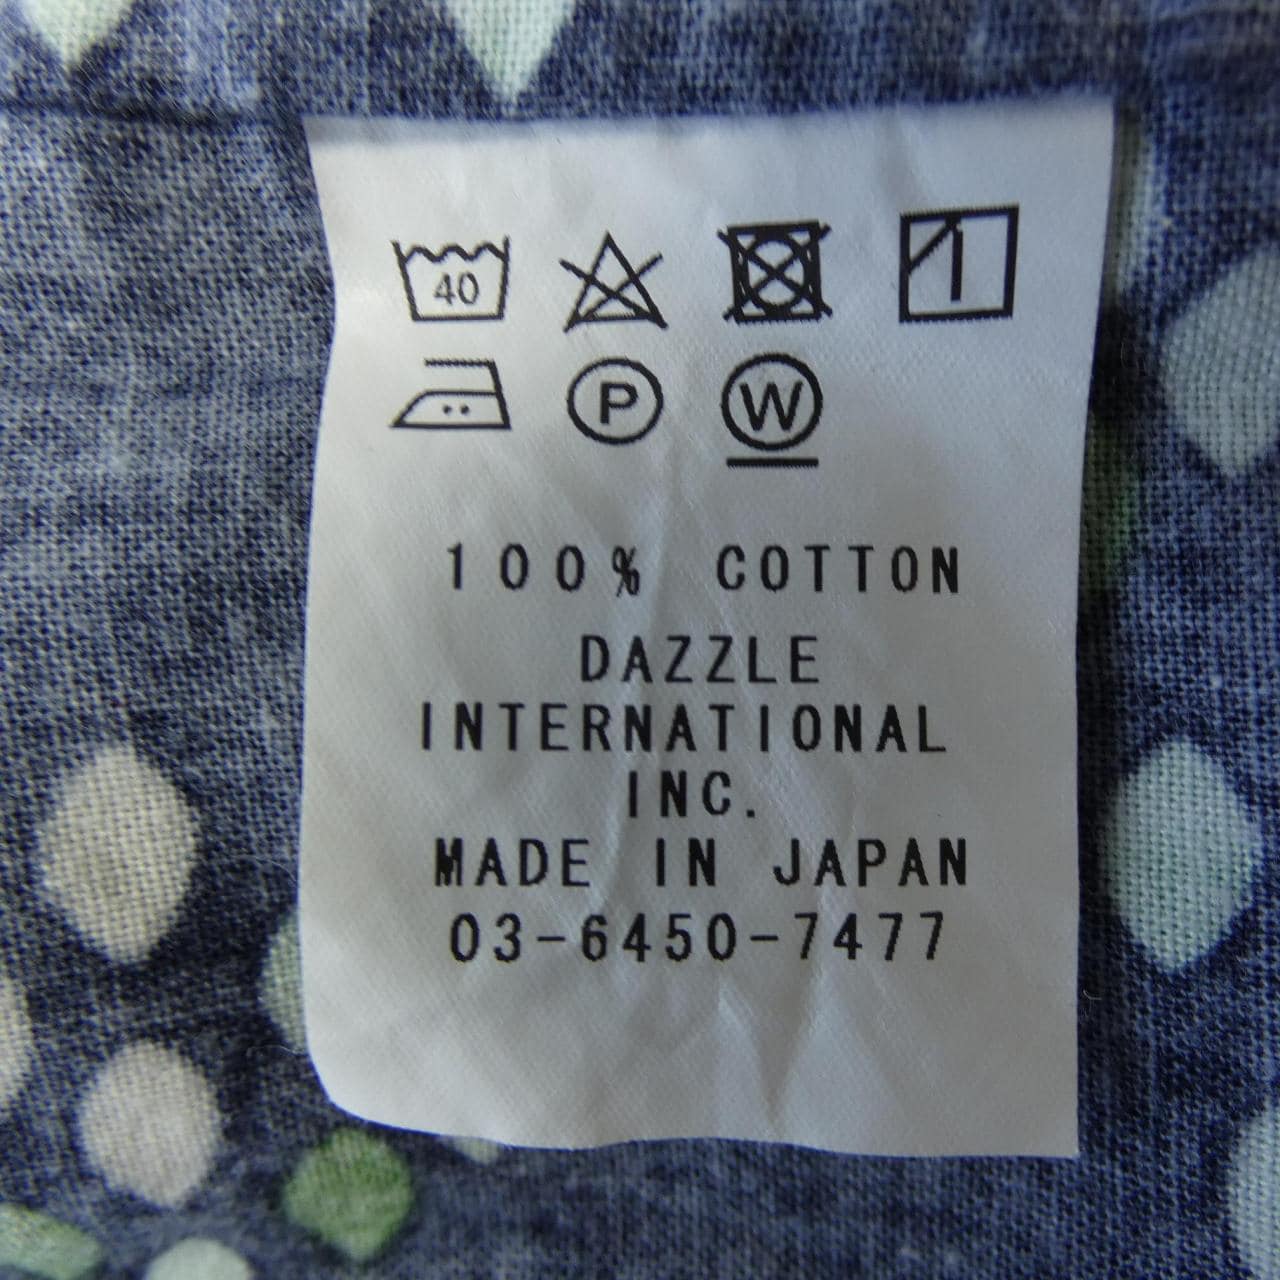 40
P W
100% COTTON
DAZZLE
INTERNATIONAL
INC.
MADE IN JAPAN
03-6450-7477